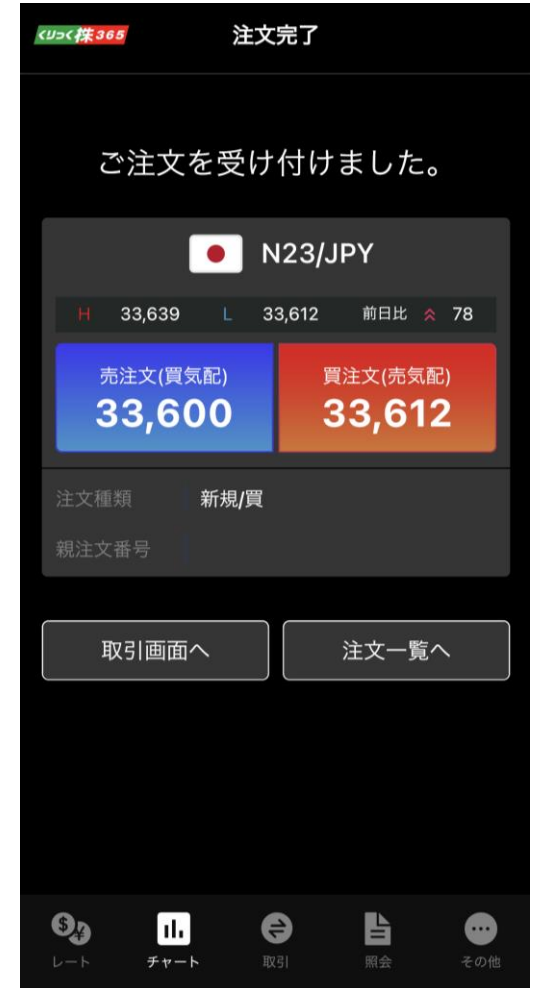 くりっく株365 注文完了
ご注文を受け付けました。
N23/JPY
H 33,639 L 33,612 前日比 78
売注文(買気配) 買注文(売気配)
33,600 33,612
注文種類 新規/買
親注文番号
取引画面へ 注文一覧へ
レート チャート 取引 照会 その他